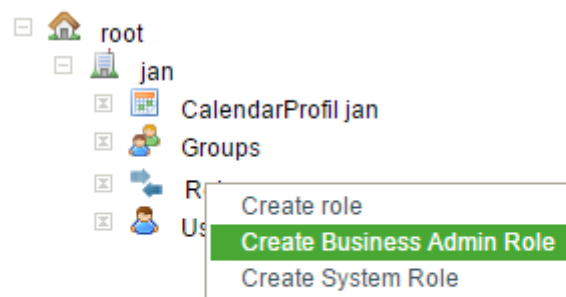 root
jan
CalendarProfil jan
Groups
Create role
Create Business Admin Role
Create System Role